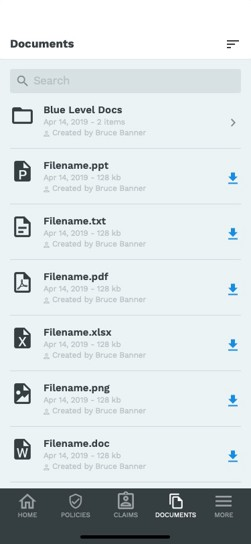 Documents
Search
Blue Level Docs
Apr 14, 2019 - 2 items
Created by Bruce Banner
Filename.ppt
Apr 14, 2019 - 128 kb
Created by Bruce Banner
Filename.txt
Apr 14, 2019 - 128 kb
Created by Bruce Banner
Filename.pdf
Apr 14, 2019 - 128 kb
Created by Bruce Banner
Filename.xlsx
Apr 14, 2019 - 128 kb
Created by Bruce Banner
Filename.png
Apr 14, 2019 - 128 kb
Created by Bruce Banner
Filename.doc
Apr 14, 2019 - 128 kb
Created by Bruce Banner
HOME POLICIES CLAIMS DOCUMENTS MORE